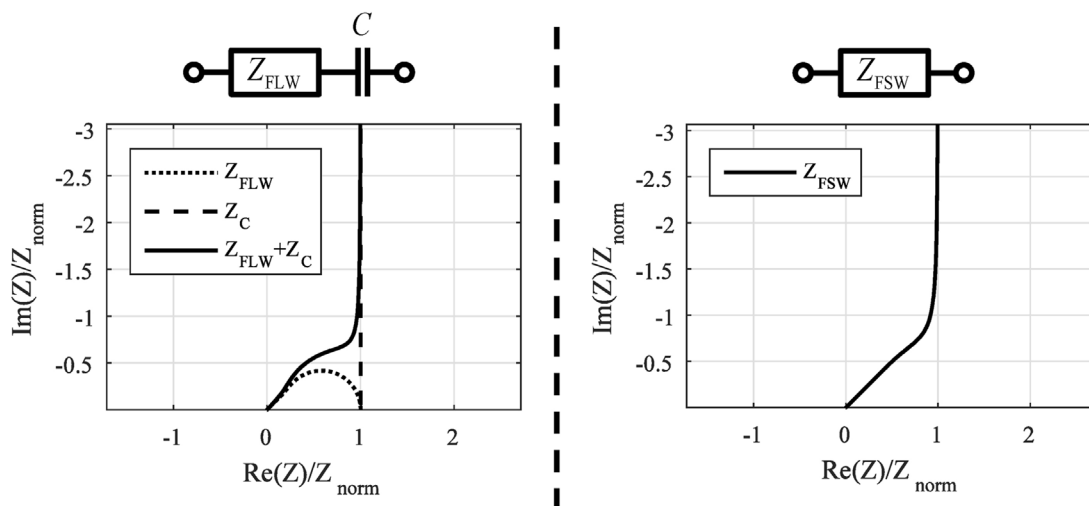 C
Z_FLW
-3
-2.5
-2
-1.5
-1
-0.5
Z_FLW
Z_C
Z_FLW+Z_C
Im(Z)/Z_norm
-1
0
1
2
Re(Z)/Z_norm
Z_FSW
-3
-2.5
-2
-1.5
-1
-0.5
Z_FSW
Im(Z)/Z_norm
-1
0
1
2
Re(Z)/Z_norm